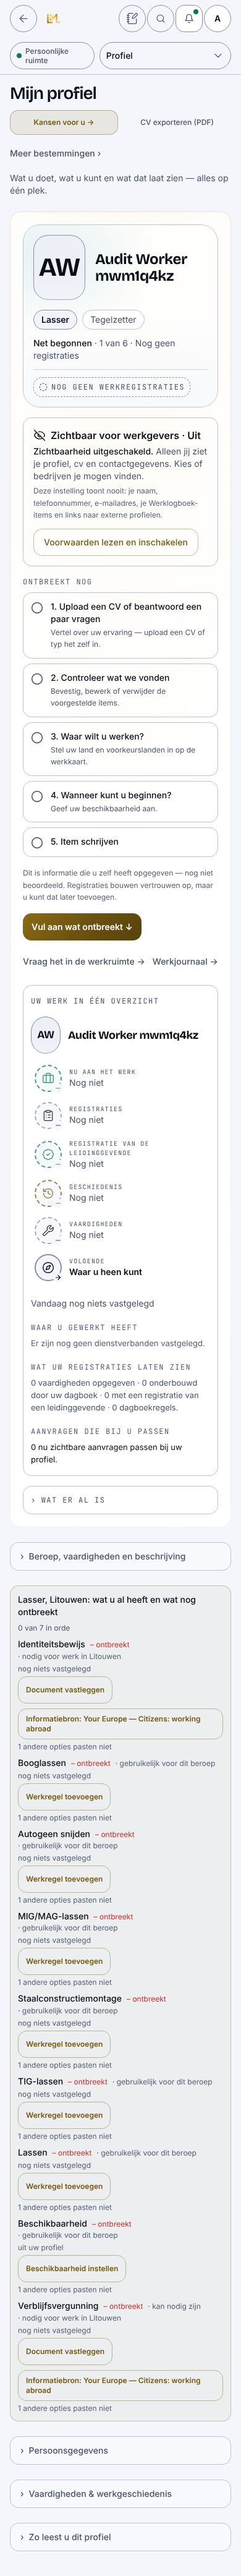 Persoonlijke
ruimte
Profiel
A
Mijn profiel
Kansen voor u →
CV exporteren (PDF)
Meer bestemmingen ›
Wat u doet, wat u kunt en wat dat laat zien — alles op
één plek.
AW
Audit Worker
mwm1q4kz
Lasser
Tegelzetter
Net begonnen · 1 van 6 · Nog geen
registraties
NOG GEEN WERKREGISTRATIES
Zichtbaar voor werkgevers · Uit
Zichtbaarheid uitgeschakeld. Alleen jij ziet
je profiel, cv en contactgegevens. Kies of
bedrijven je mogen vinden.
Deze instelling toont nooit: je naam,
telefoonnummer, e-mailadres, je Werklogboek-
items en links naar externe profielen.
Voorwaarden lezen en inschakelen
ONTBREEKT NOG
1. Upload een CV of beantwoord een
paar vragen
Vertel over uw ervaring — upload een CV of
typ het zelf in.
2. Controleer wat we vonden
Bevestig, bewerk of verwijder de
voorgestelde items.
3. Waar wilt u werken?
Stel uw land en voorkeurslanden in op de
werkkaart.
4. Wanneer kunt u beginnen?
Geef uw beschikbaarheid aan.
5. Item schrijven
Dit is informatie die u zelf heeft opgegeven — nog niet
beoordeeld. Registraties bouwen vertrouwen op, maar
u kunt dat later toevoegen.
Vul aan wat ontbreekt ↓
Vraag het in de werkruimte →
Werkjournaal →
UW WERK IN ÉÉN OVERZICHT
AW
Audit Worker mwm1q4kz
NU AAN HET WERK
Nog niet
REGISTRATIES
Nog niet
REGISTRATIE VAN DE
LEIDINGGEVENDE
Nog niet
GESCHIEDENIS
Nog niet
VAARDIGHEDEN
Nog niet
VOLGENDE
Waar u heen kunt
Vandaag nog niets vastgelegd
WAAR U GEWERKT HEEFT
Er zijn nog geen dienstverbanden vastgelegd.
WAT UW REGISTRATIES LATEN ZIEN
0 vaardigheden opgegeven · 0 onderbouwd
door uw dagboek · 0 met een registratie van
een leidinggevende · 0 dagboekregels.
AANVRAGEN DIE BIJ U PASSEN
0 nu zichtbare aanvragen passen bij uw
profiel.
› WAT ER AL IS
› Beroep, vaardigheden en beschrijving
Lasser, Litouwen: wat u al heeft en wat nog
ontbreekt
0 van 7 in orde
Identiteitsbewijs – ontbreekt
· nodig voor werk in Litouwen
nog niets vastgelegd
Document vastleggen
Informatiebron: Your Europe — Citizens: working
abroad
1 andere opties pasten niet
Booglassen – ontbreekt · gebruikelijk voor dit beroep
nog niets vastgelegd
Werkregel toevoegen
1 andere opties pasten niet
Autogeen snijden – ontbreekt
· gebruikelijk voor dit beroep
nog niets vastgelegd
Werkregel toevoegen
1 andere opties pasten niet
MIG/MAG-lassen – ontbreekt
· gebruikelijk voor dit beroep
nog niets vastgelegd
Werkregel toevoegen
1 andere opties pasten niet
Staalconstructiemontage – ontbreekt
· gebruikelijk voor dit beroep
nog niets vastgelegd
Werkregel toevoegen
1 andere opties pasten niet
TIG-lassen – ontbreekt · gebruikelijk voor dit beroep
nog niets vastgelegd
Werkregel toevoegen
1 andere opties pasten niet
Lassen – ontbreekt · gebruikelijk voor dit beroep
nog niets vastgelegd
Werkregel toevoegen
1 andere opties pasten niet
Beschikbaarheid – ontbreekt
· gebruikelijk voor dit beroep
uit uw profiel
Beschikbaarheid instellen
1 andere opties pasten niet
Verblijfsvergunning – ontbreekt · kan nodig zijn
· nodig voor werk in Litouwen
nog niets vastgelegd
Document vastleggen
Informatiebron: Your Europe — Citizens: working
abroad
1 andere opties pasten niet
› Persoonsgegevens
› Vaardigheden & werkgeschiedenis
› Zo leest u dit profiel